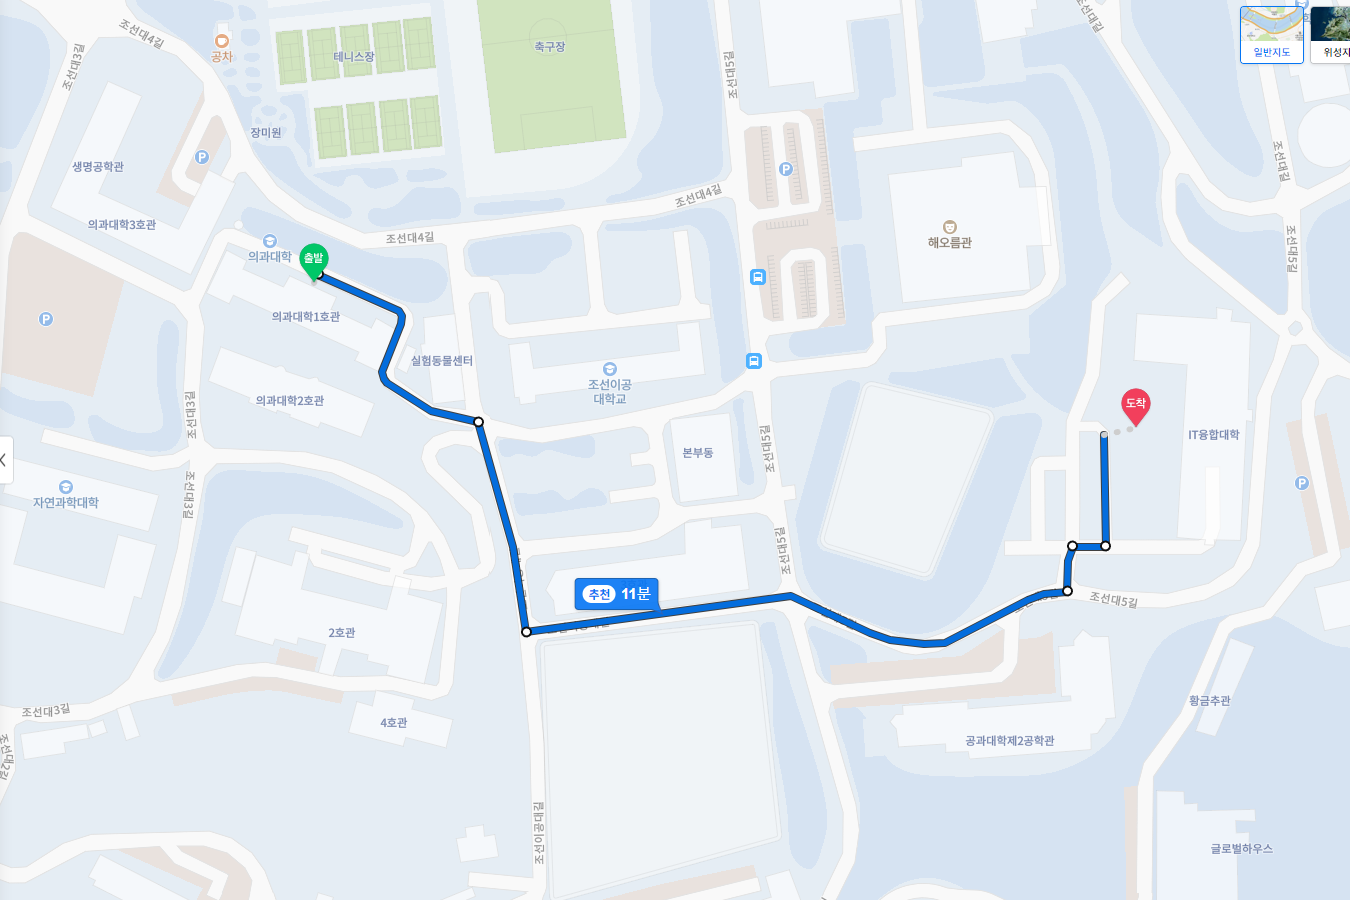 조선대4길
조선대길
일반지도
위성지
공차
테니스장
축구장
조선대3길
조선대5길
장미원
생명공학관
조선대길
의과대학3호관
조선대4길
조선대4길
해오름관
조선대5길
의과대학
출발
의과대학1호관
실험동물센터
조선이공
대학교
의과대학2호관
도착
조선대3길
IT융합대학
조선대5길
본부동
자연과학대학
조선대3길
조선대5길
추천 11분
조선대5길
2호관
황금추관
조선대3길
4호관
공과대학제2공학관
조선대2길
조선이공대길
글로벌하우스